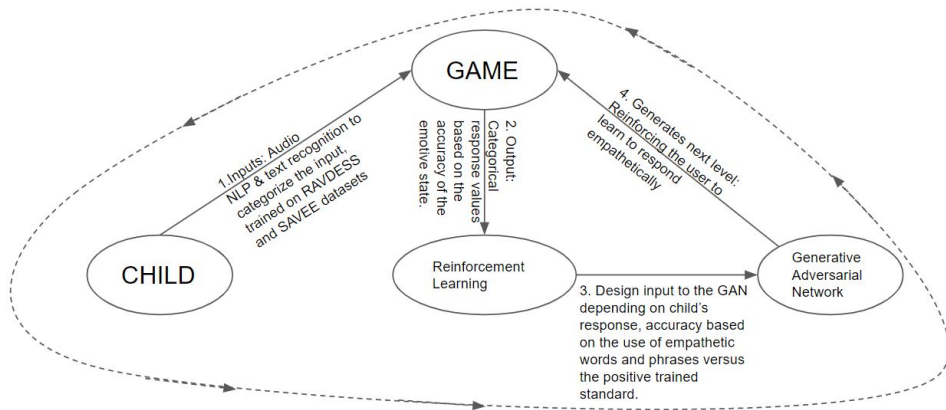 GAME
1.Inputs: Audio
NLP & text recognition to
categorize the input,
trained on RAVDESS
and SAVEE datasets
2. Output:
Categorical
response values
based on the
accuracy of the
emotive state.
4. Generates next level:
Reinforcing the user to
learn to respond
empathetically
CHILD
Reinforcement
Learning
Generative
Adversarial
Network
3. Design input to the GAN
depending on child's
response, accuracy based
on the use of empathetic
words and phrases versus
the positive trained
standard.